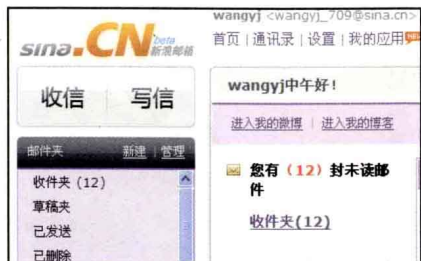 wangyj <wangyj_709@sina.cn>
sina.CN beta 新浪邮箱
首页 | 通讯录 | 设置 | 我的应用
收信 写信
wangyj中午好!
进入我的微博 | 进入我的博客
邮件夹 新建 | 管理
收件夹 (12)
草稿夹
已发送
已删除
您有 (12) 封未读邮
件
收件夹(12)